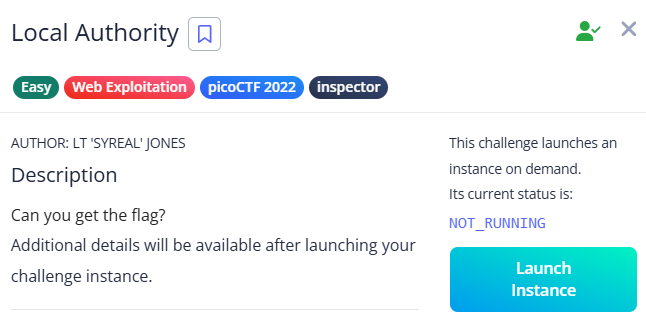 Local Authority
Easy Web Exploitation picoCTF 2022 inspector
AUTHOR: LT 'SYREAL' JONES
Description
Can you get the flag?
Additional details will be available after launching your
challenge instance.
This challenge launches an
instance on demand.
Its current status is:
NOT_RUNNING
Launch
Instance